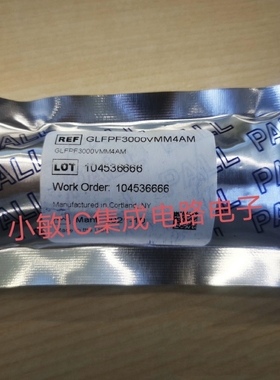 PALL
REF GLFPF3000VMM4AM
GLFPF3000VMM4AM
LOT 104536666
Work Order: 104536666
Manufactured in Cortland, NY
小敏IC集成电路电子